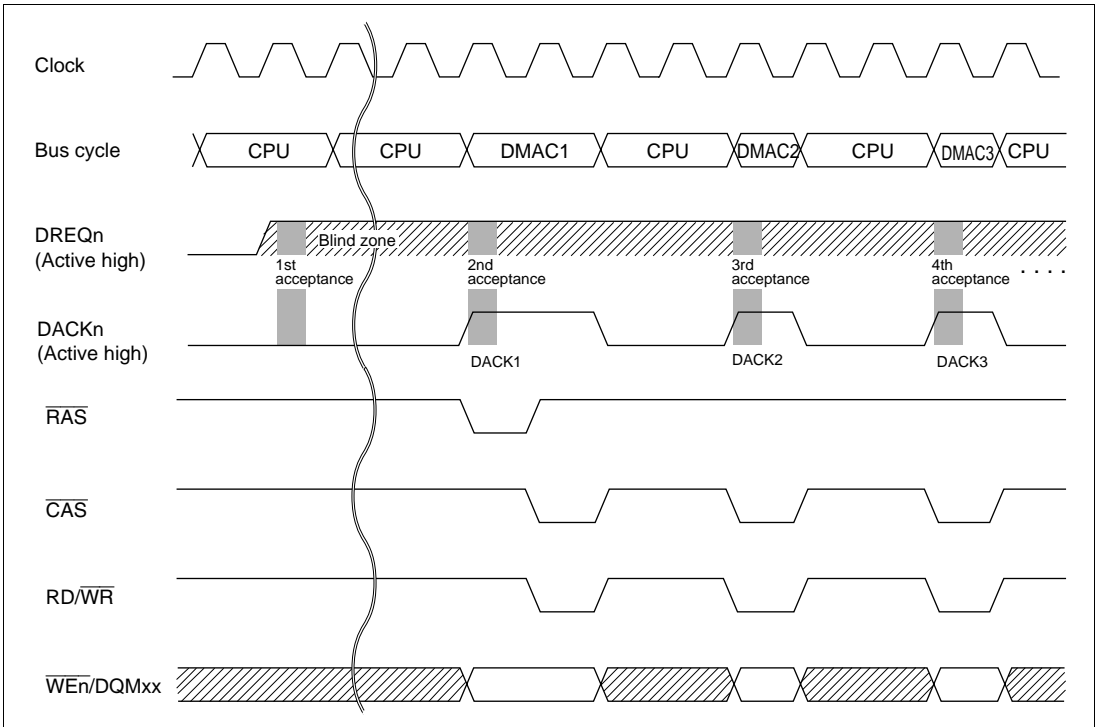 Clock
Bus cycle
CPU CPU DMAC1 CPU DMAC2 CPU DMAC3 CPU
DREQn
(Active high)
Blind zone
1st
acceptance
2nd
acceptance
3rd
acceptance
4th
acceptance
. . . .
DACKn
(Active high)
DACK1 DACK2 DACK3
RAS
CAS
RD/WR
WEn/DQMxx